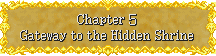 Chapter 5
Gateway to the Hidden Shrine